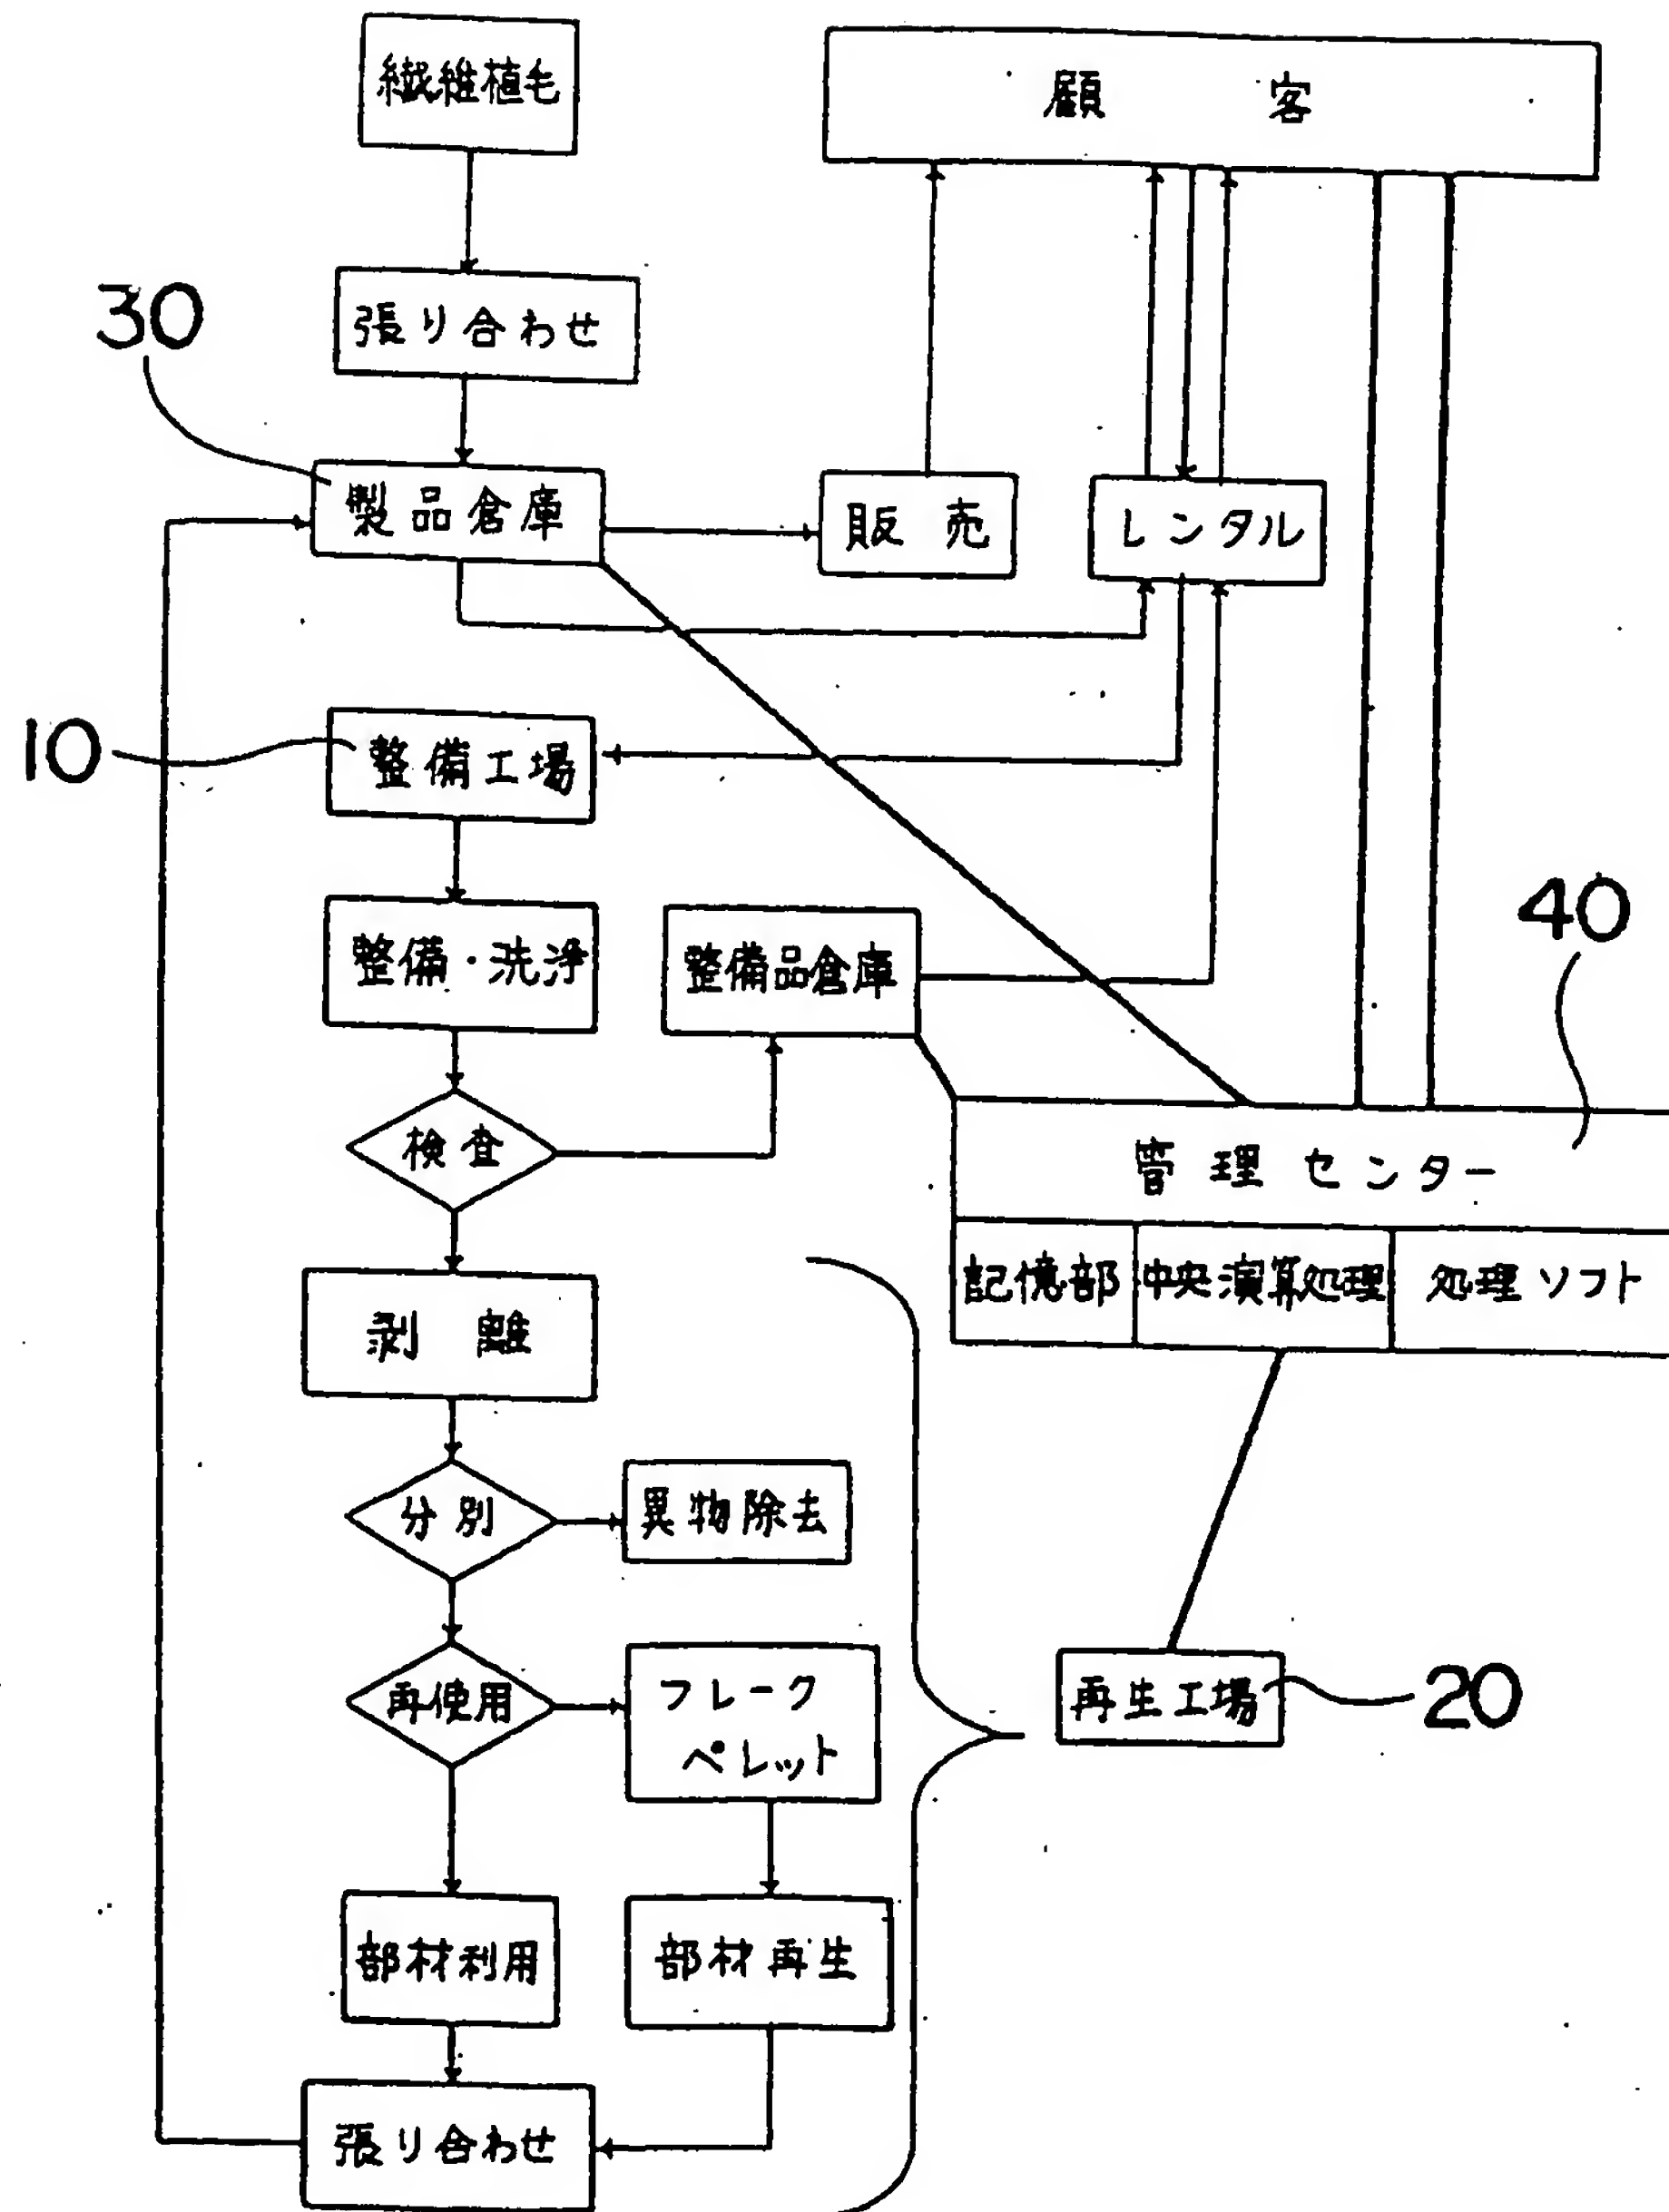 繊維植毛
顧客
30
張り合わせ
製品倉庫
販売
レンタル
10
整備工場
40
整備・洗浄
整備品倉庫
検査
管理センター
記憶部
中央演算処理
処理ソフト
剥離
分別
異物除去
再使用
フレーク
ペレット
再生工場
20
部材利用
部材再生
張り合わせ